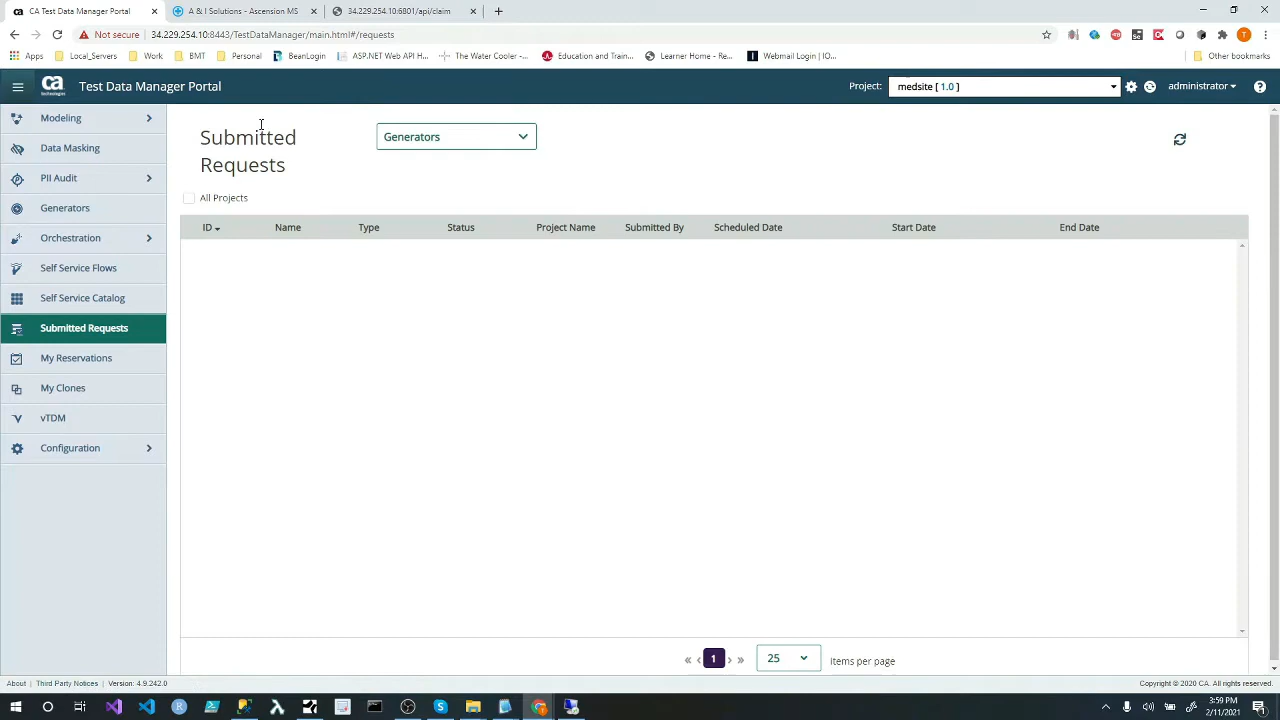 CA Test Data Manager Portal
A & I Solutions - Ascension MS
34.229.254.10:6801/api/claim
Not secure | 34.229.254.10:8443/TestDataManager/main.html#/requests
Apps
Local_Servers
Work
BMT
Personal
BeanLogin
ASP.NET Web API H...
The Water Cooler -...
Education and Train...
Learner Home - Re...
Webmail Login | IO...
Other bookmarks
ca
technologies
Test Data Manager Portal
Project:
medsite [ 1.0 ]
administrator
Modeling
Data Masking
PII Audit
Generators
Orchestration
Self Service Flows
Self Service Catalog
Submitted Requests
My Reservations
My Clones
vTDM
Configuration
Submitted
Requests
Generators
All Projects
ID Name Type Status Project Name Submitted By Scheduled Date Start Date End Date
« ‹ 1 › » 25 items per page
About | Third Party Notices | Version: 4.9.242.0
Copyright © 2020 CA. All rights reserved.
3:59 PM
2/11/2021